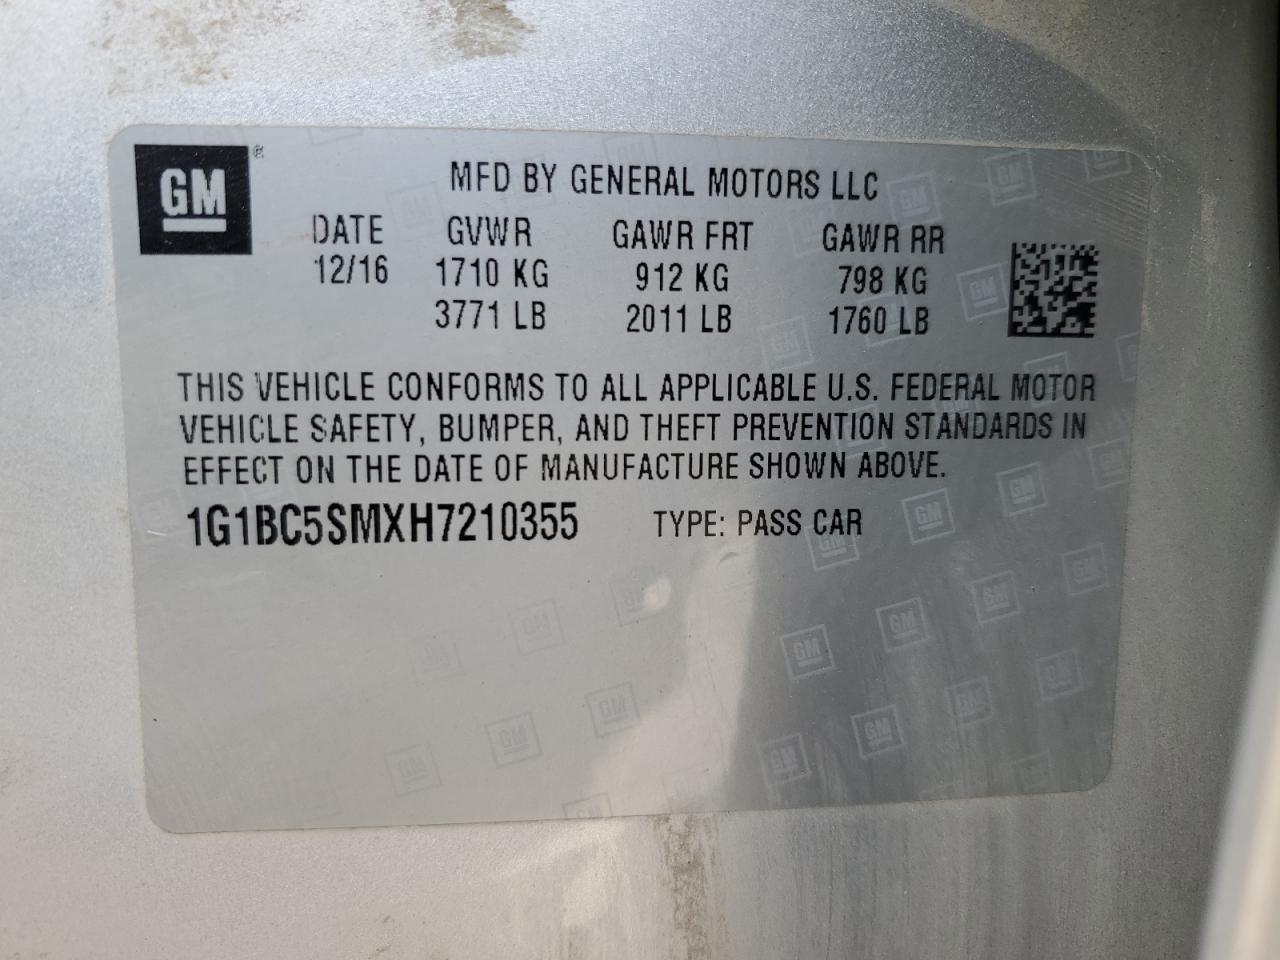 GM ®
MFD BY GENERAL MOTORS LLC
DATE GVWR GAWR FRT GAWR RR
12/16 1710 KG 912 KG 798 KG
3771 LB 2011 LB 1760 LB
THIS VEHICLE CONFORMS TO ALL APPLICABLE U.S. FEDERAL MOTOR
VEHICLE SAFETY, BUMPER, AND THEFT PREVENTION STANDARDS IN
EFFECT ON THE DATE OF MANUFACTURE SHOWN ABOVE.
1G1BC5SMXH7210355 TYPE: PASS CAR